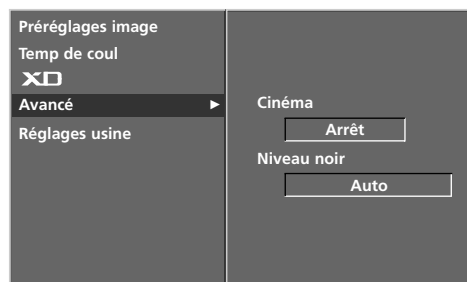 Préréglages image
Temp de coul
XD
Avancé ►
Réglages usine
Cinéma
Arrêt
Niveau noir
Auto